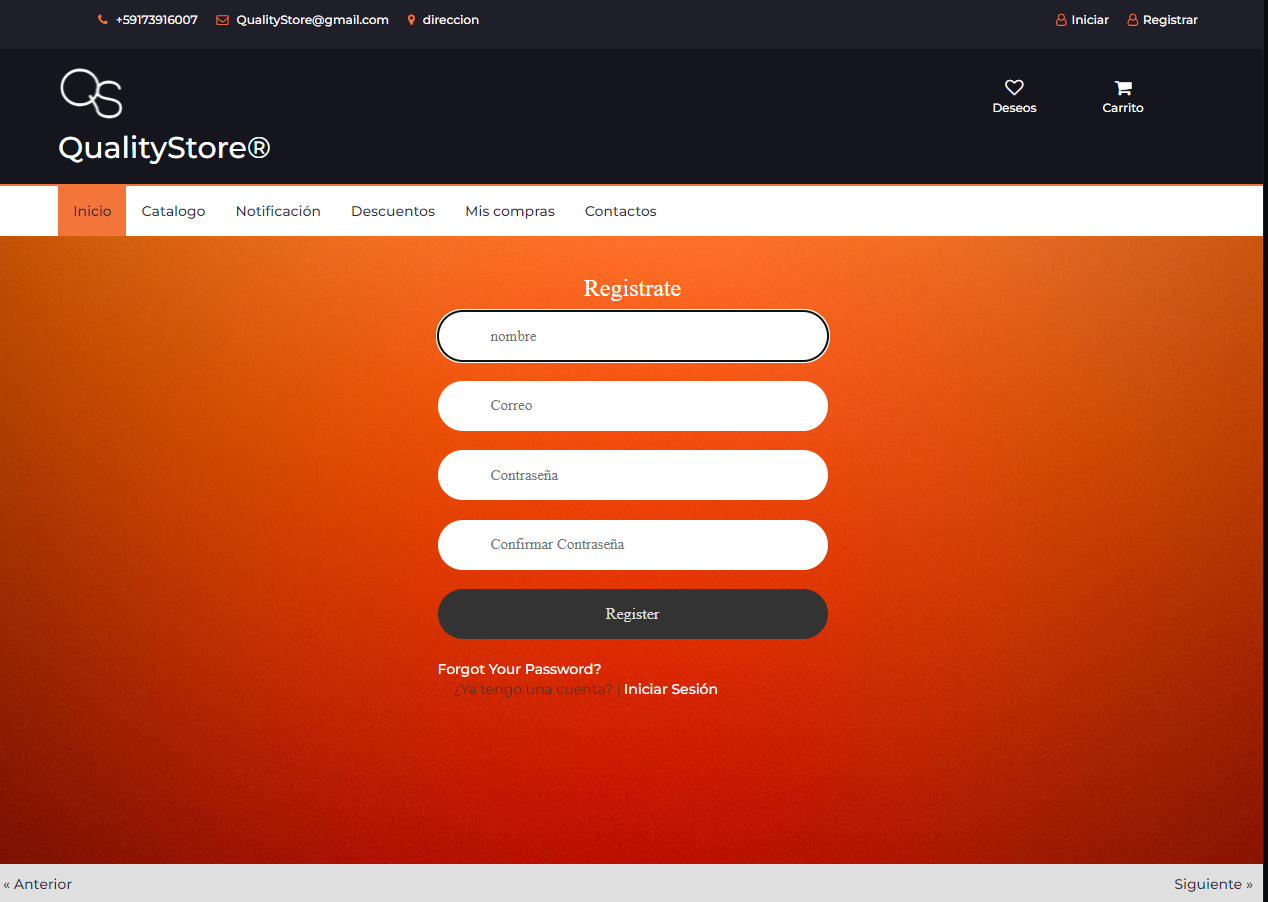 +59173916007 QualityStore@gmail.com direccion Iniciar Registrar
QS
Deseos Carrito
QualityStore®
Inicio Catalogo Notificación Descuentos Mis compras Contactos
Registrate
nombre
Correo
Contraseña
Confirmar Contraseña
Register
Forgot Your Password?
¿Ya tengo una cuenta? | Iniciar Sesión
« Anterior Siguiente »